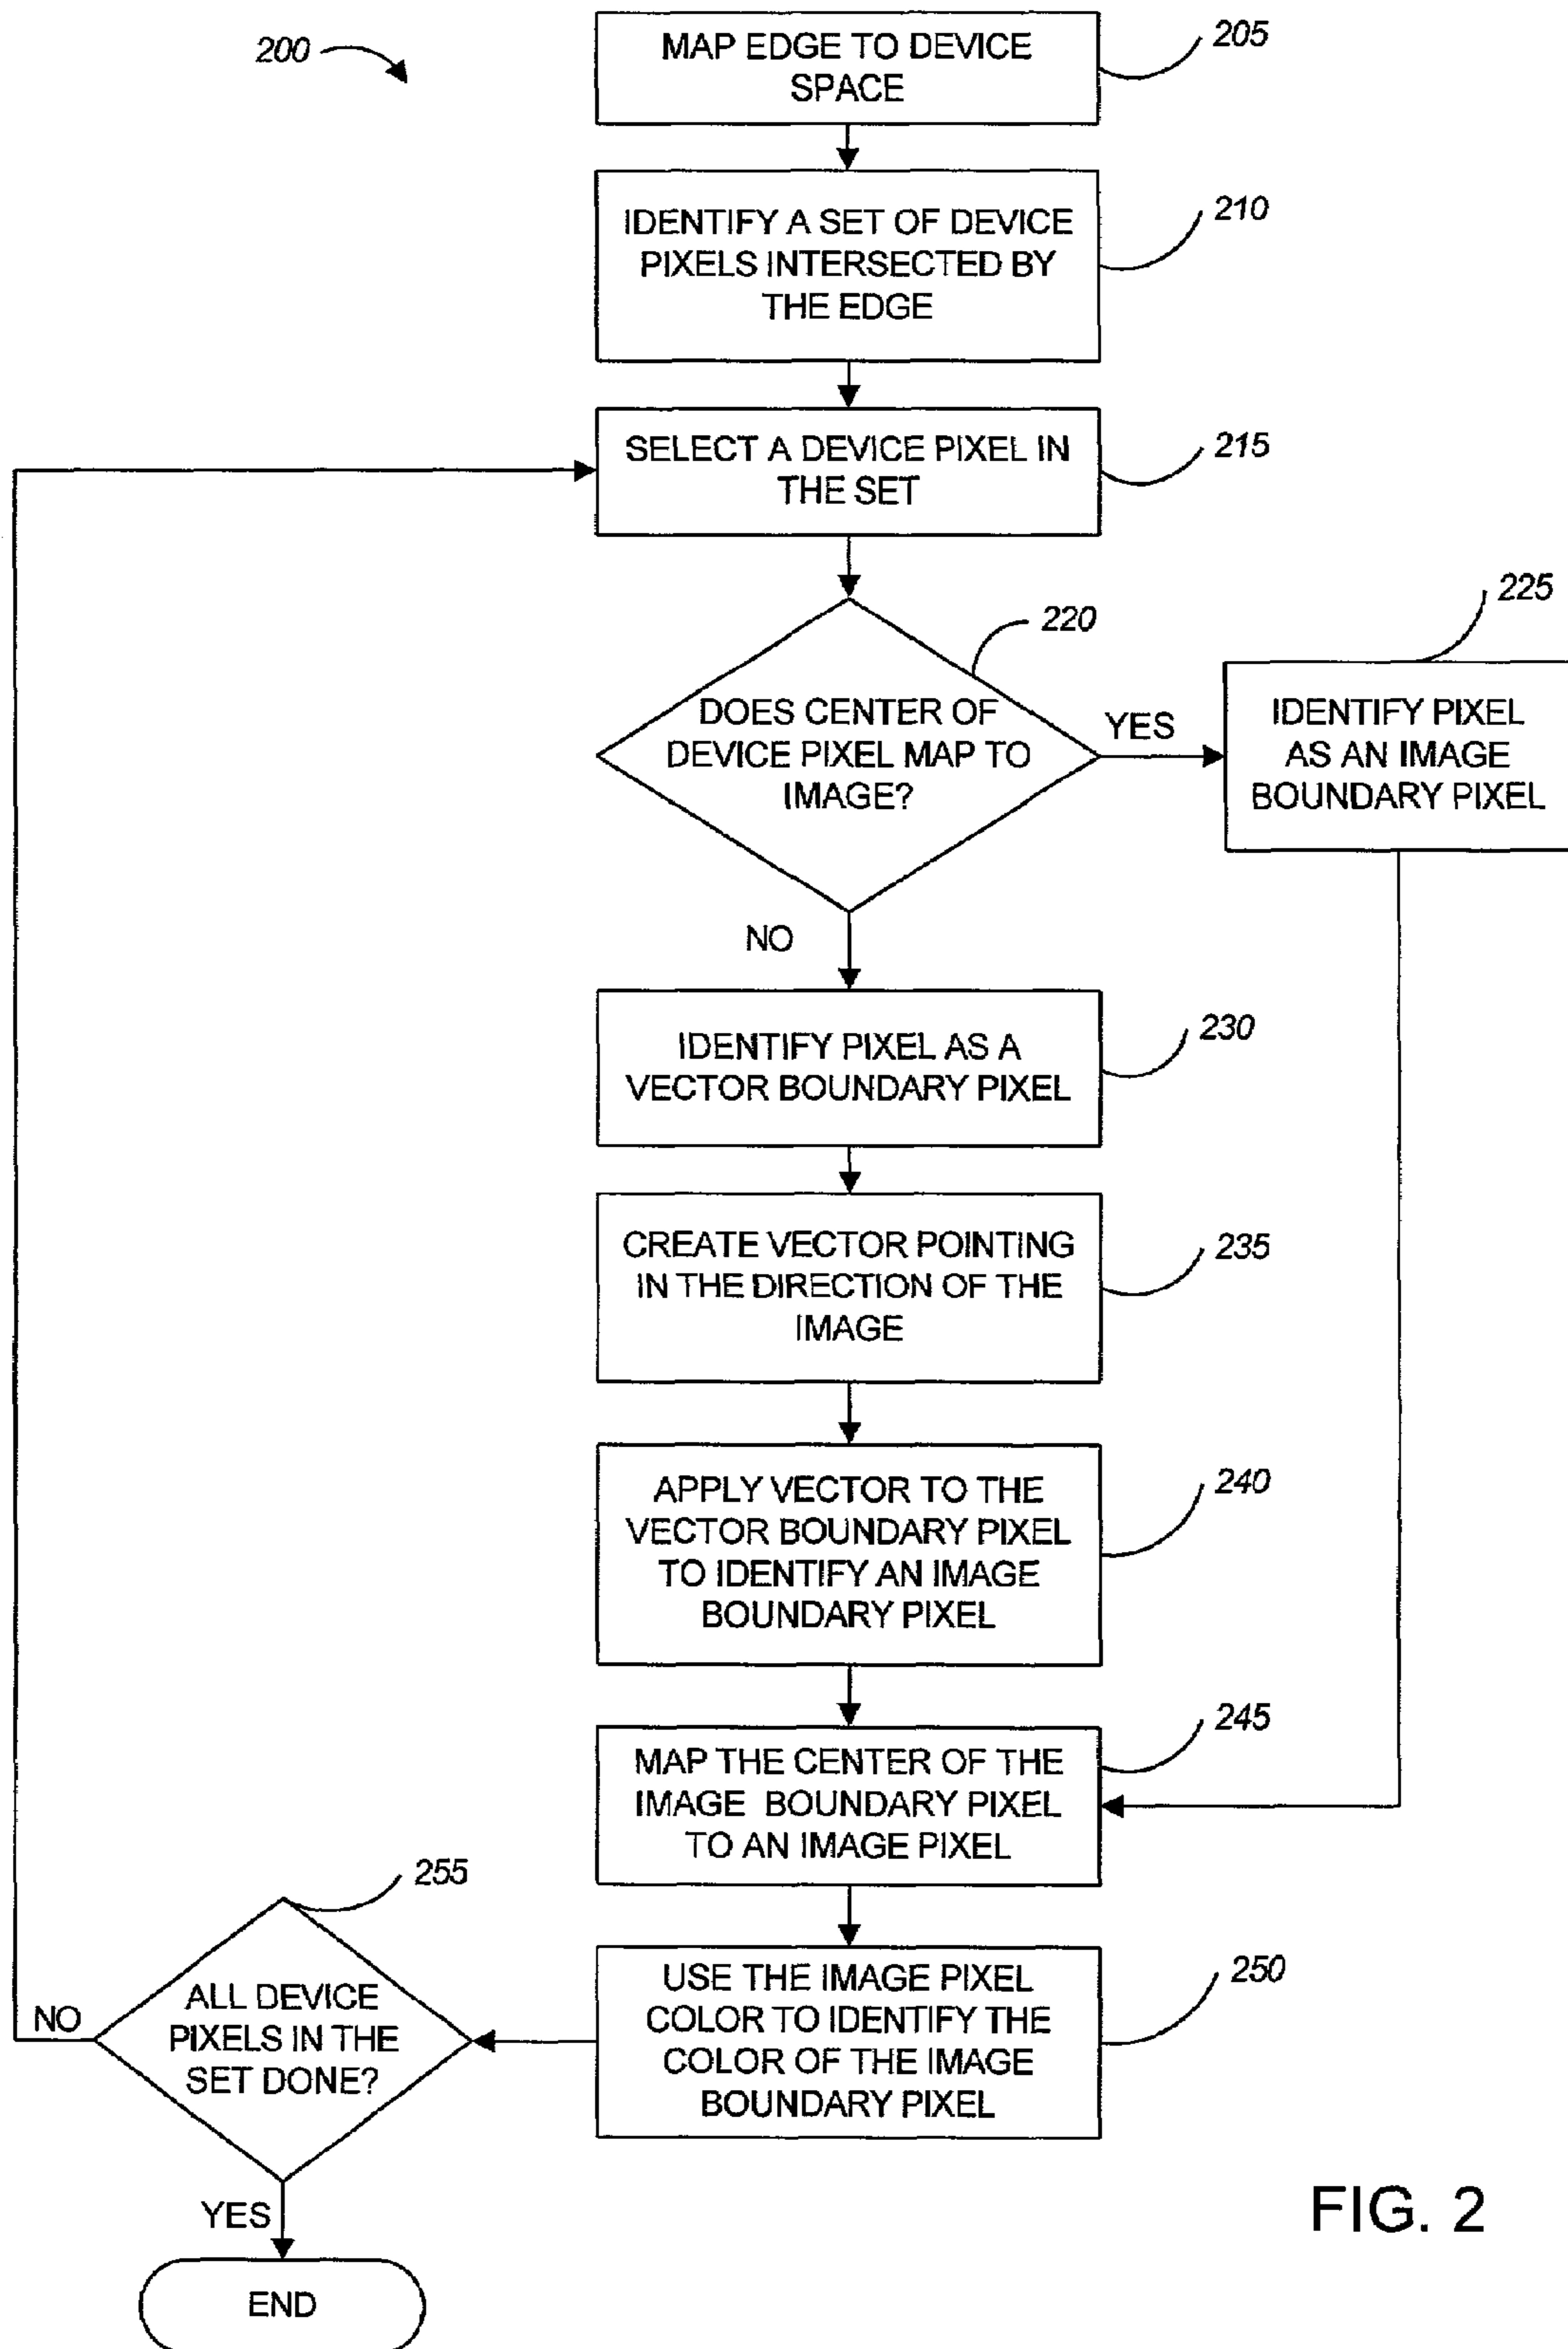 200
MAP EDGE TO DEVICE
SPACE
205
IDENTIFY A SET OF DEVICE
PIXELS INTERSECTED BY
THE EDGE
210
SELECT A DEVICE PIXEL IN
THE SET
215
DOES CENTER OF
DEVICE PIXEL MAP TO
IMAGE?
220
YES
IDENTIFY PIXEL
AS AN IMAGE
BOUNDARY PIXEL
225
NO
IDENTIFY PIXEL AS A
VECTOR BOUNDARY PIXEL
230
CREATE VECTOR POINTING
IN THE DIRECTION OF THE
IMAGE
235
APPLY VECTOR TO THE
VECTOR BOUNDARY PIXEL
TO IDENTIFY AN IMAGE
BOUNDARY PIXEL
240
MAP THE CENTER OF THE
IMAGE BOUNDARY PIXEL
TO AN IMAGE PIXEL
245
USE THE IMAGE PIXEL
COLOR TO IDENTIFY THE
COLOR OF THE IMAGE
BOUNDARY PIXEL
250
ALL DEVICE
PIXELS IN THE
SET DONE?
255
NO
YES
END
FIG. 2